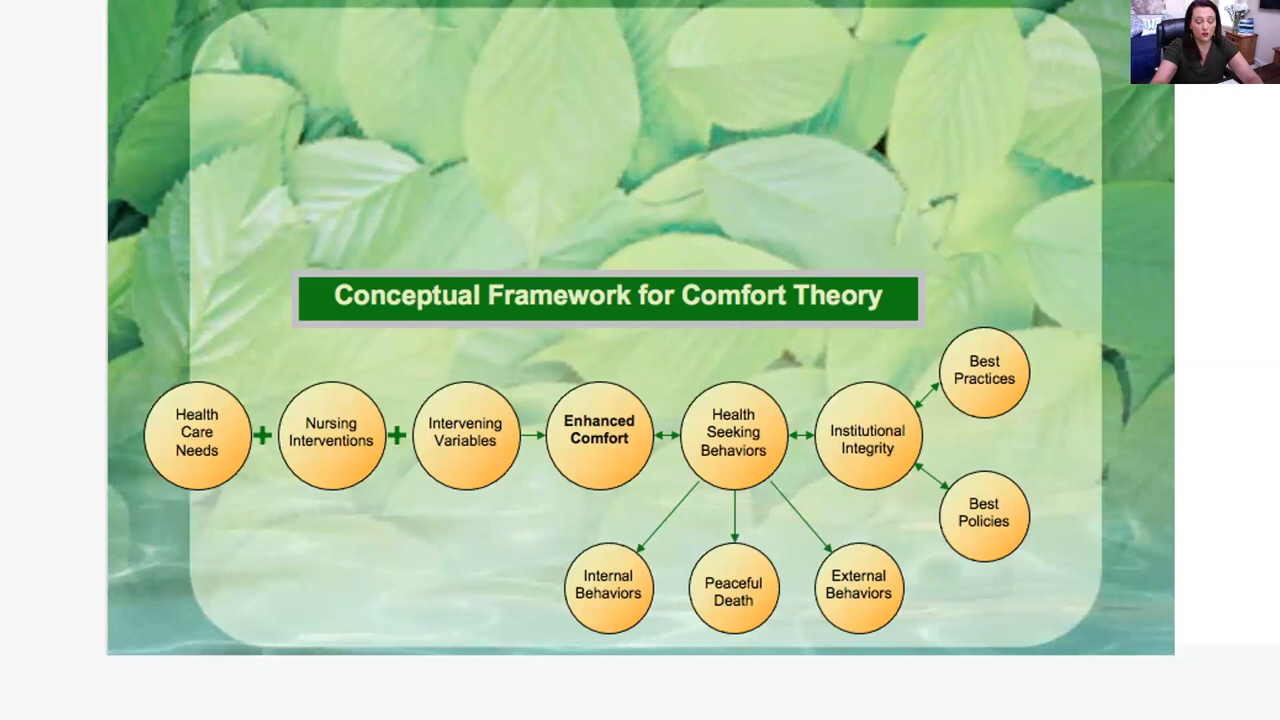 Conceptual Framework for Comfort Theory
Health
Care
Needs
Nursing
Interventions
Intervening
Variables
Enhanced
Comfort
Health
Seeking
Behaviors
Institutional
Integrity
Best
Practices
Best
Policies
Internal
Behaviors
Peaceful
Death
External
Behaviors